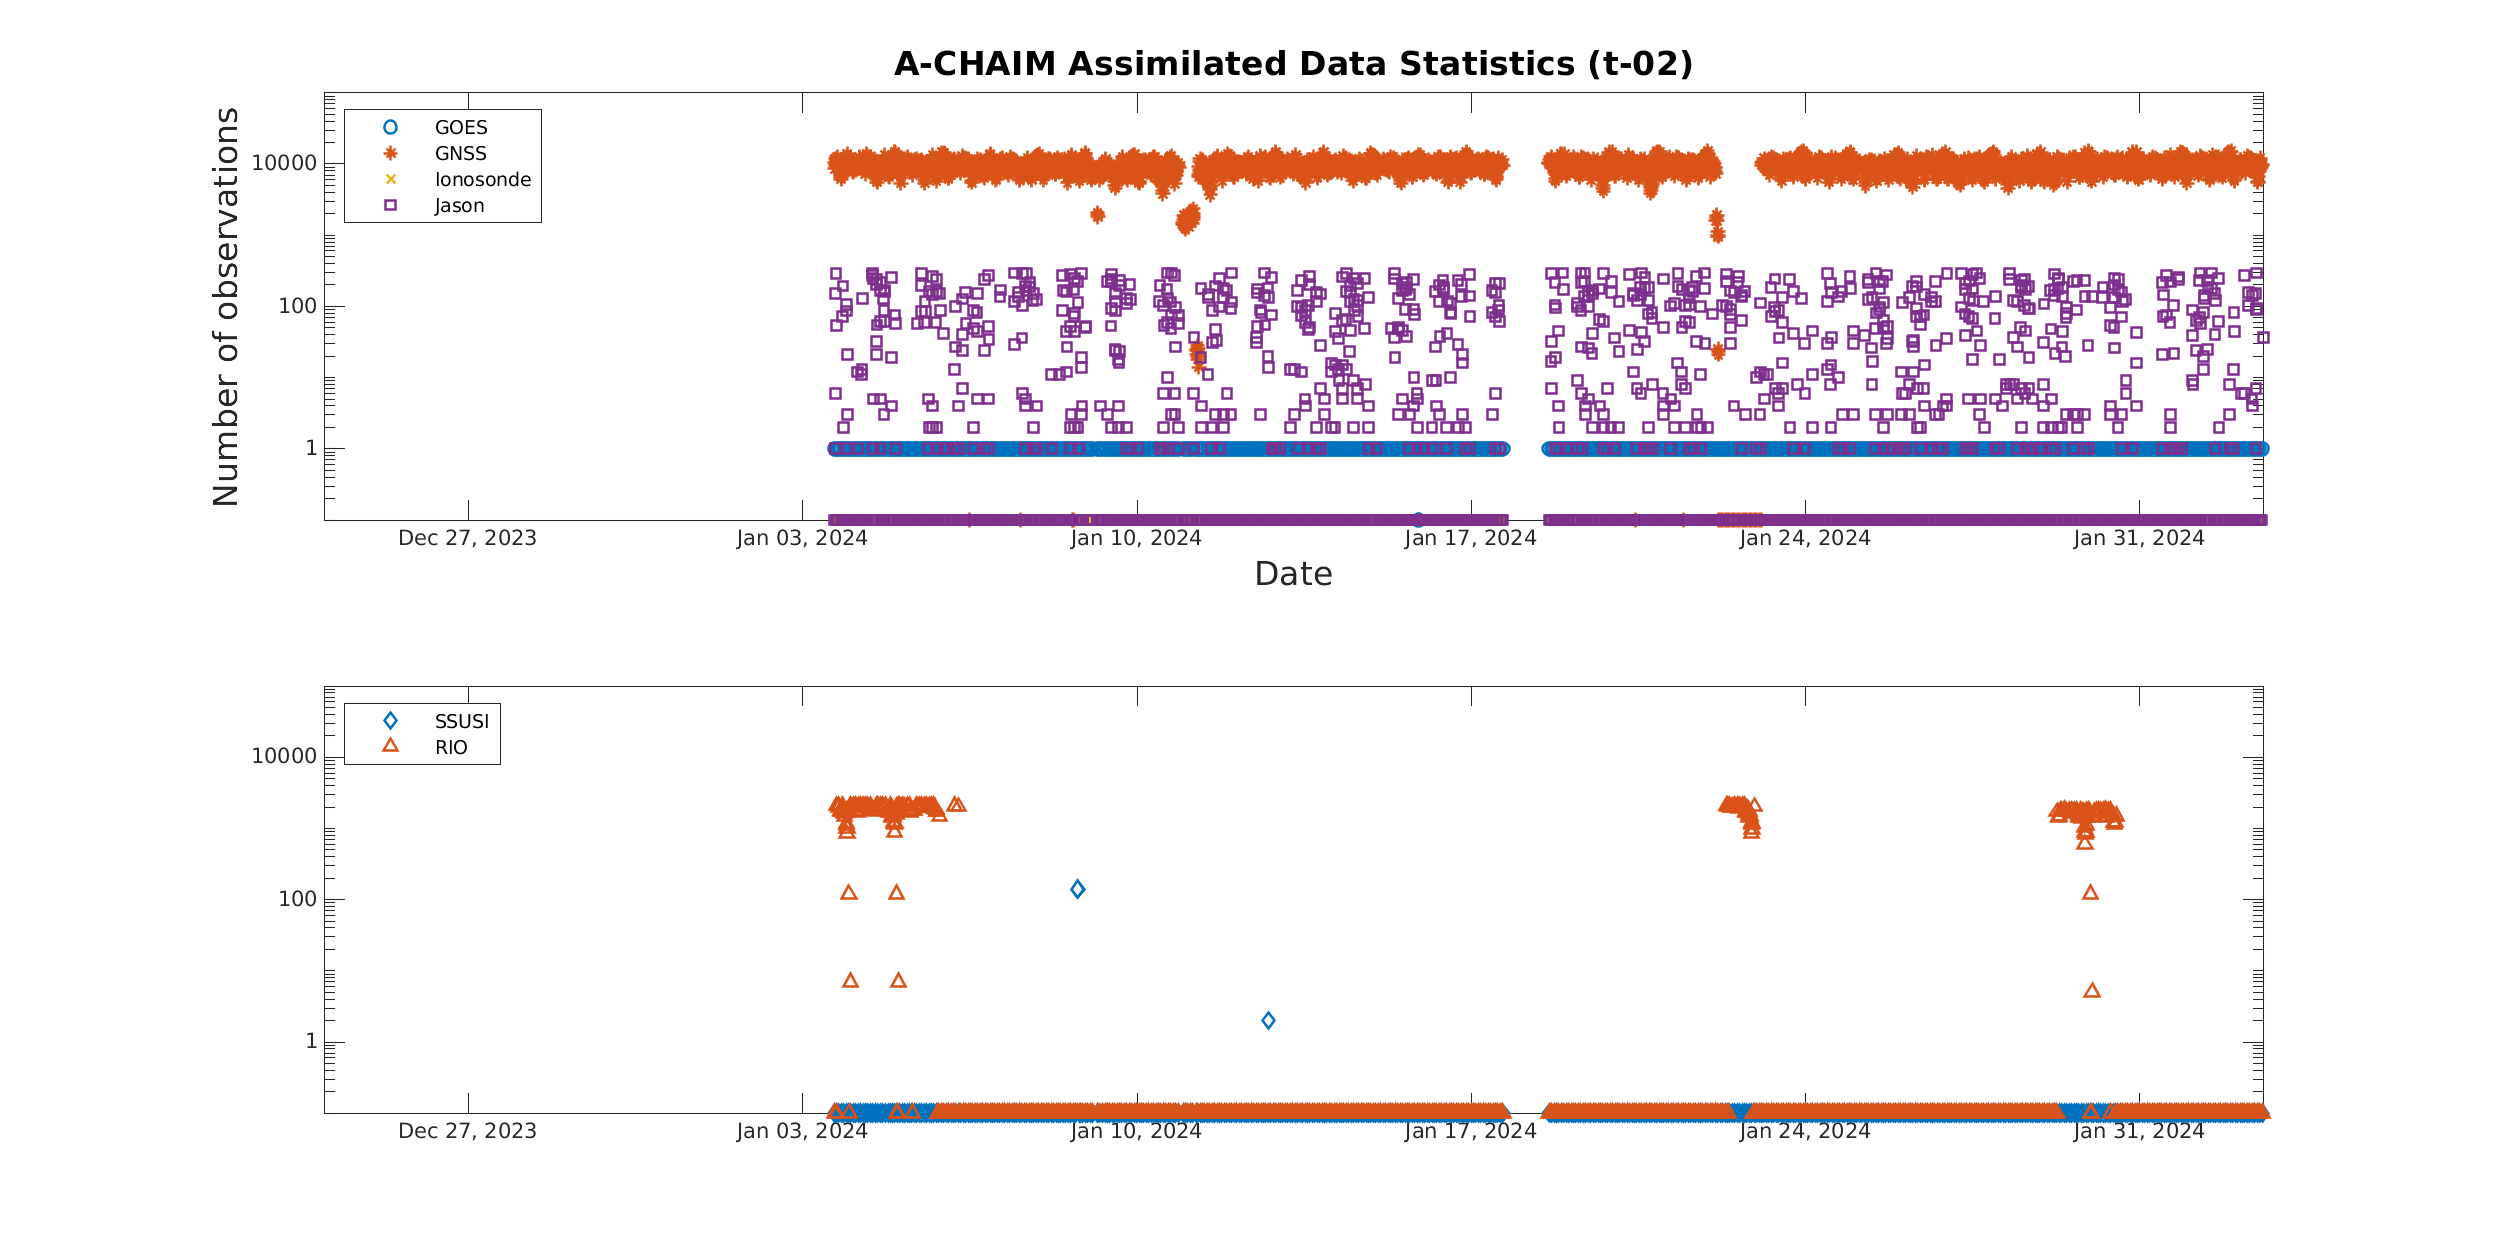 A-CHAIM Assimilated Data Statistics (t-02)
Number of observations
10000
100
1
GOES
GNSS
Ionosonde
Jason
Dec 27, 2023 Jan 03, 2024 Jan 10, 2024 Jan 17, 2024 Jan 24, 2024 Jan 31, 2024
Date
10000
100
1
SSUSI
RIO
Dec 27, 2023 Jan 03, 2024 Jan 10, 2024 Jan 17, 2024 Jan 24, 2024 Jan 31, 2024